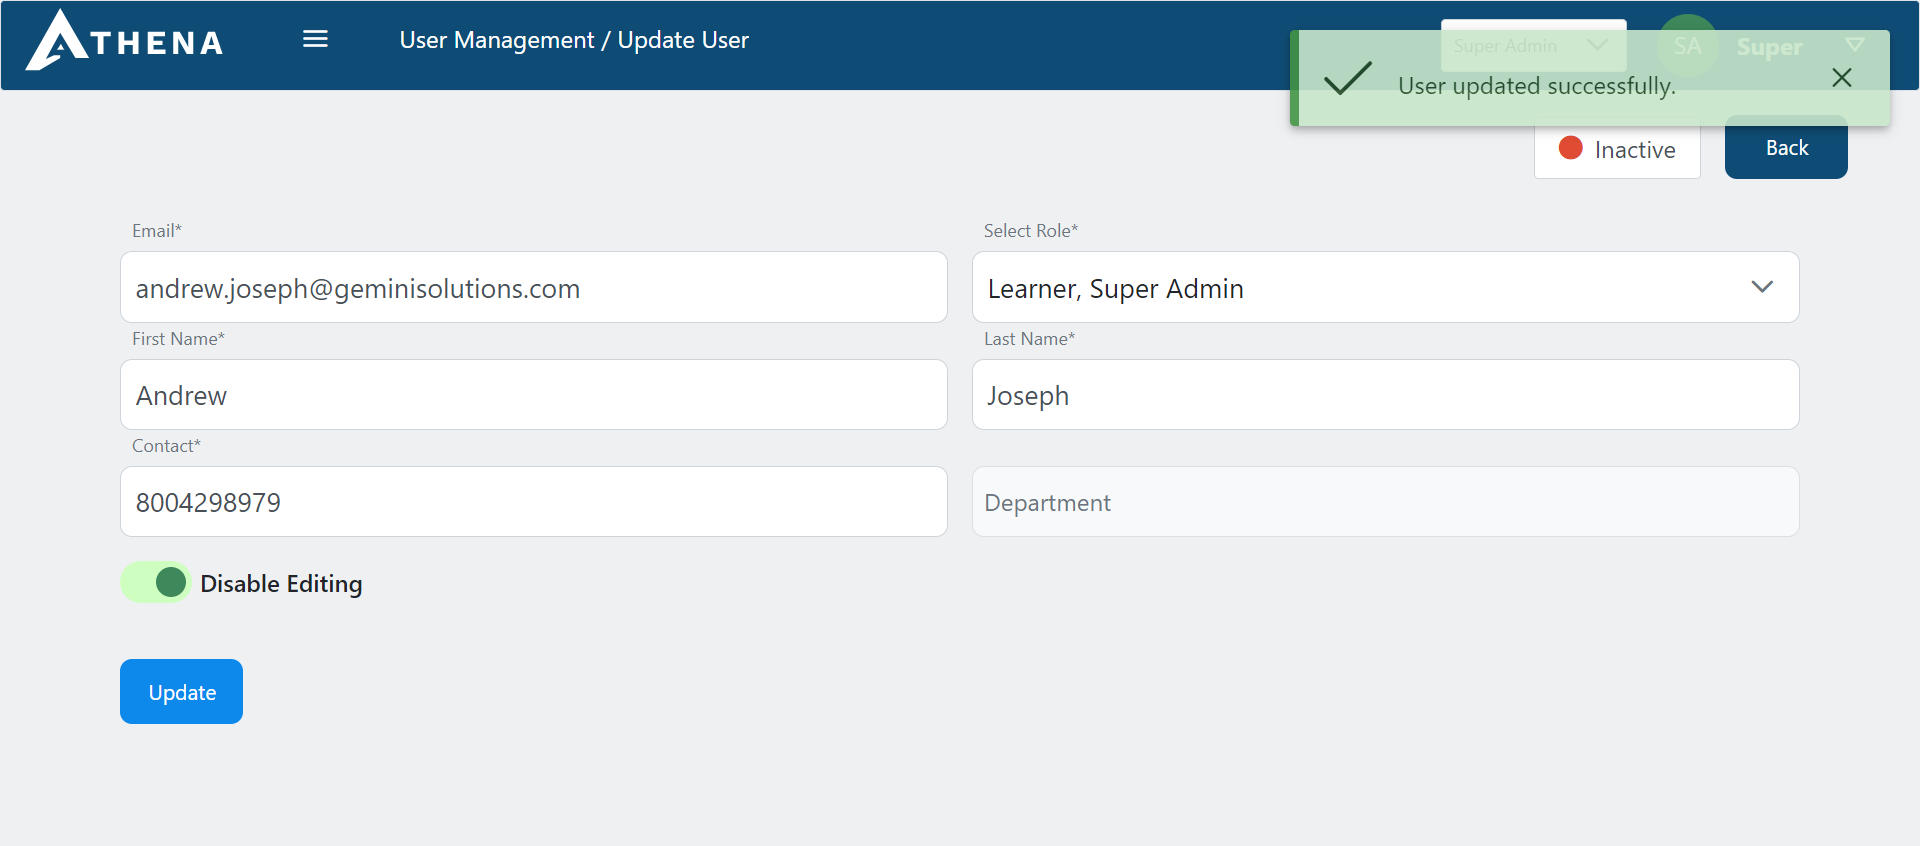 ATHENA
User Management / Update User
Super Admin
SA
Super
User updated successfully.
Inactive
Back
Email*
Select Role*
andrew.joseph@geminisolutions.com
Learner, Super Admin
First Name*
Last Name*
Andrew
Joseph
Contact*
8004298979
Department
Disable Editing
Update